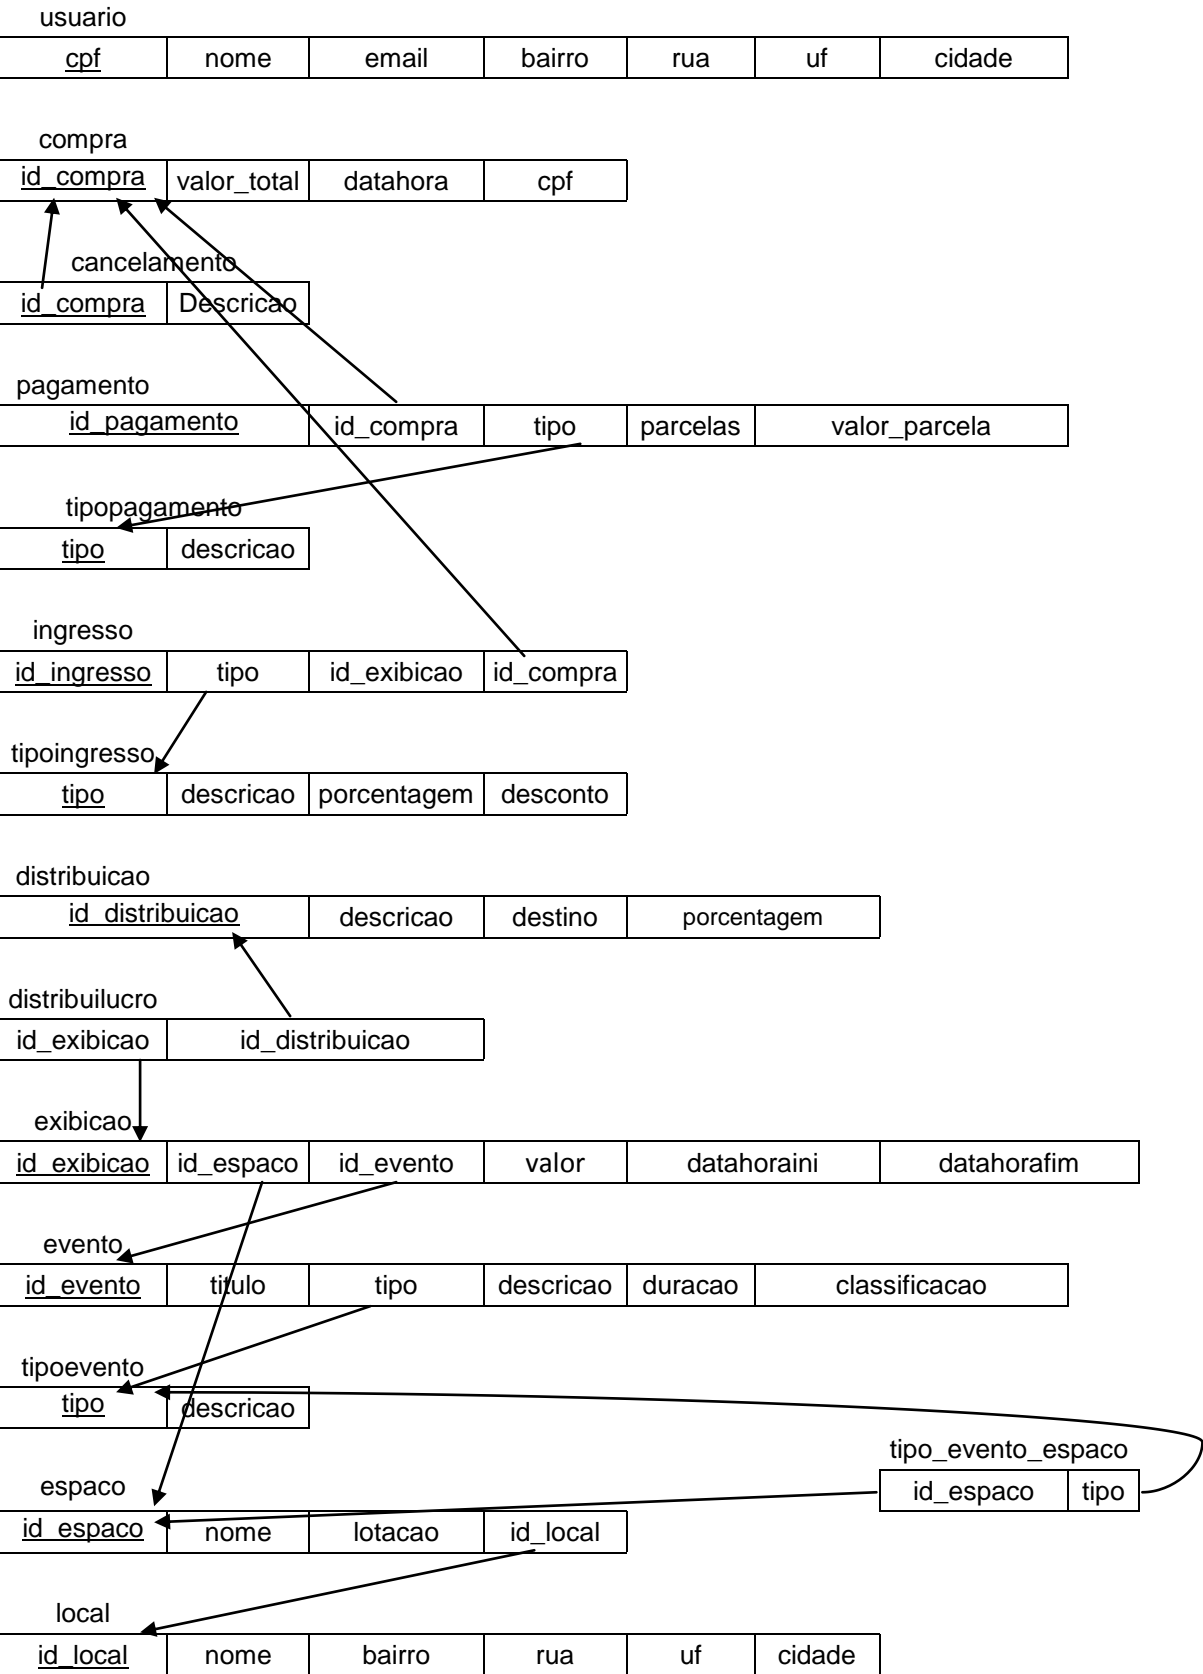 usuario
cpf nome email bairro rua uf cidade
compra
id_compra valor_total datahora cpf
cancelamento
id_compra Descricao
pagamento
id_pagamento id_compra tipo parcelas valor_parcela
tipopagamento
tipo descricao
ingresso
id_ingresso tipo id_exibicao id_compra
tipoingresso
tipo descricao porcentagem desconto
distribuicao
id_distribuicao descricao destino porcentagem
distribuilucro
id_exibicao id_distribuicao
exibicao
id_exibicao id_espaco id_evento valor datahoraini datahorafim
evento
id_evento titulo tipo descricao duracao classificacao
tipoevento
tipo descricao
tipo_evento_espaco
id_espaco tipo
espaco
id_espaco nome lotacao id_local
local
id_local nome bairro rua uf cidade